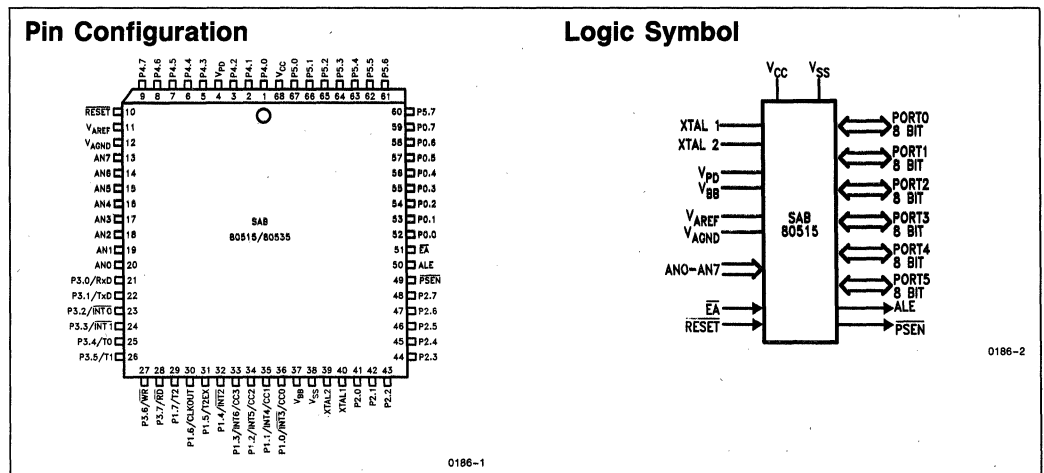 Pin Configuration
P4.7
P4.6
P4.5
P4.4
P4.3
VPD
P4.2
P4.1
P4.0
VCC
P5.0
P5.1
P5.2
P5.3
P5.4
P5.5
P5.6
9 8 7 6 5 4 3 2 1 68 67 66 65 64 63 62 61
RESET 10
VAREF 11
VAGND 12
AN7 13
AN6 14
AN5 15
AN4 16
AN3 17
AN2 18
AN1 19
AN0 20
P3.0/RxD 21
P3.1/TxD 22
P3.2/INT0 23
P3.3/INT1 24
P3.4/T0 25
P3.5/T1 26
SAB
80515/80535
60 P5.7
59 P0.7
58 P0.6
57 P0.5
56 P0.4
55 P0.3
54 P0.2
53 P0.1
52 P0.0
51 EA
50 ALE
49 PSEN
48 P2.7
47 P2.6
46 P2.5
45 P2.4
44 P2.3
27 28 29 30 31 32 33 34 35 36 37 38 39 40 41 42 43
P3.6/WR
P3.7/RD
P1.7/T2
P1.6/CLKOUT
P1.5/T2EX
P1.4/INT2
P1.3/INT6/CC3
P1.2/INT5/CC2
P1.1/INT4/CC1
P1.0/INT3/CC0
VBB
VSS
XTAL2
XTAL1
P2.0
P2.1
P2.2
0186-1
Logic Symbol
VCC VSS
XTAL 1
XTAL 2
VPD
VBB
VAREF
VAGND
AN0-AN7
EA
RESET
SAB
80515
PORT0
8 BIT
PORT1
8 BIT
PORT2
8 BIT
PORT3
8 BIT
PORT4
8 BIT
PORT5
8 BIT
ALE
PSEN
0186-2